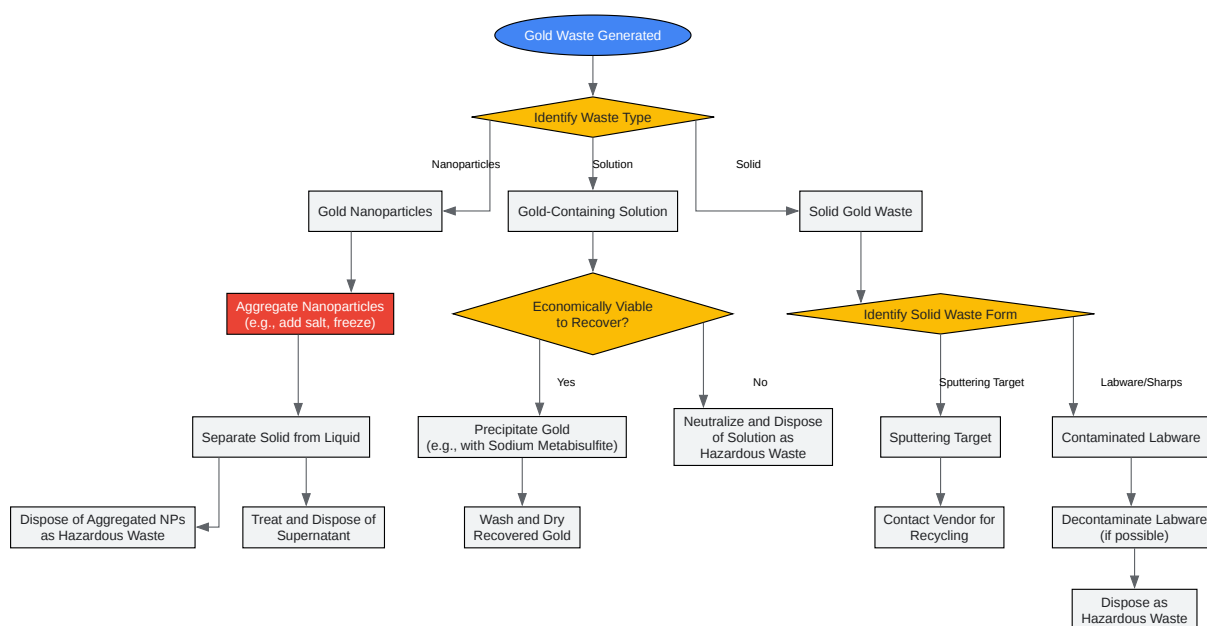 Gold Waste Generated
Identify Waste Type
Nanoparticles
Solution
Solid
Gold Nanoparticles
Gold-Containing Solution
Solid Gold Waste
Aggregate Nanoparticles
(e.g., add salt, freeze)
Economically Viable
to Recover?
Identify Solid Waste Form
Yes
No
Sputtering Target
Labware/Sharps
Separate Solid from Liquid
Precipitate Gold
(e.g., with Sodium Metabisulfite)
Neutralize and Dispose
of Solution as
Hazardous Waste
Sputtering Target
Contaminated Labware
Dispose of Aggregated NPs
as Hazardous Waste
Treat and Dispose of
Supernatant
Wash and Dry
Recovered Gold
Contact Vendor for
Recycling
Decontaminate Labware
(if possible)
Dispose as
Hazardous Waste